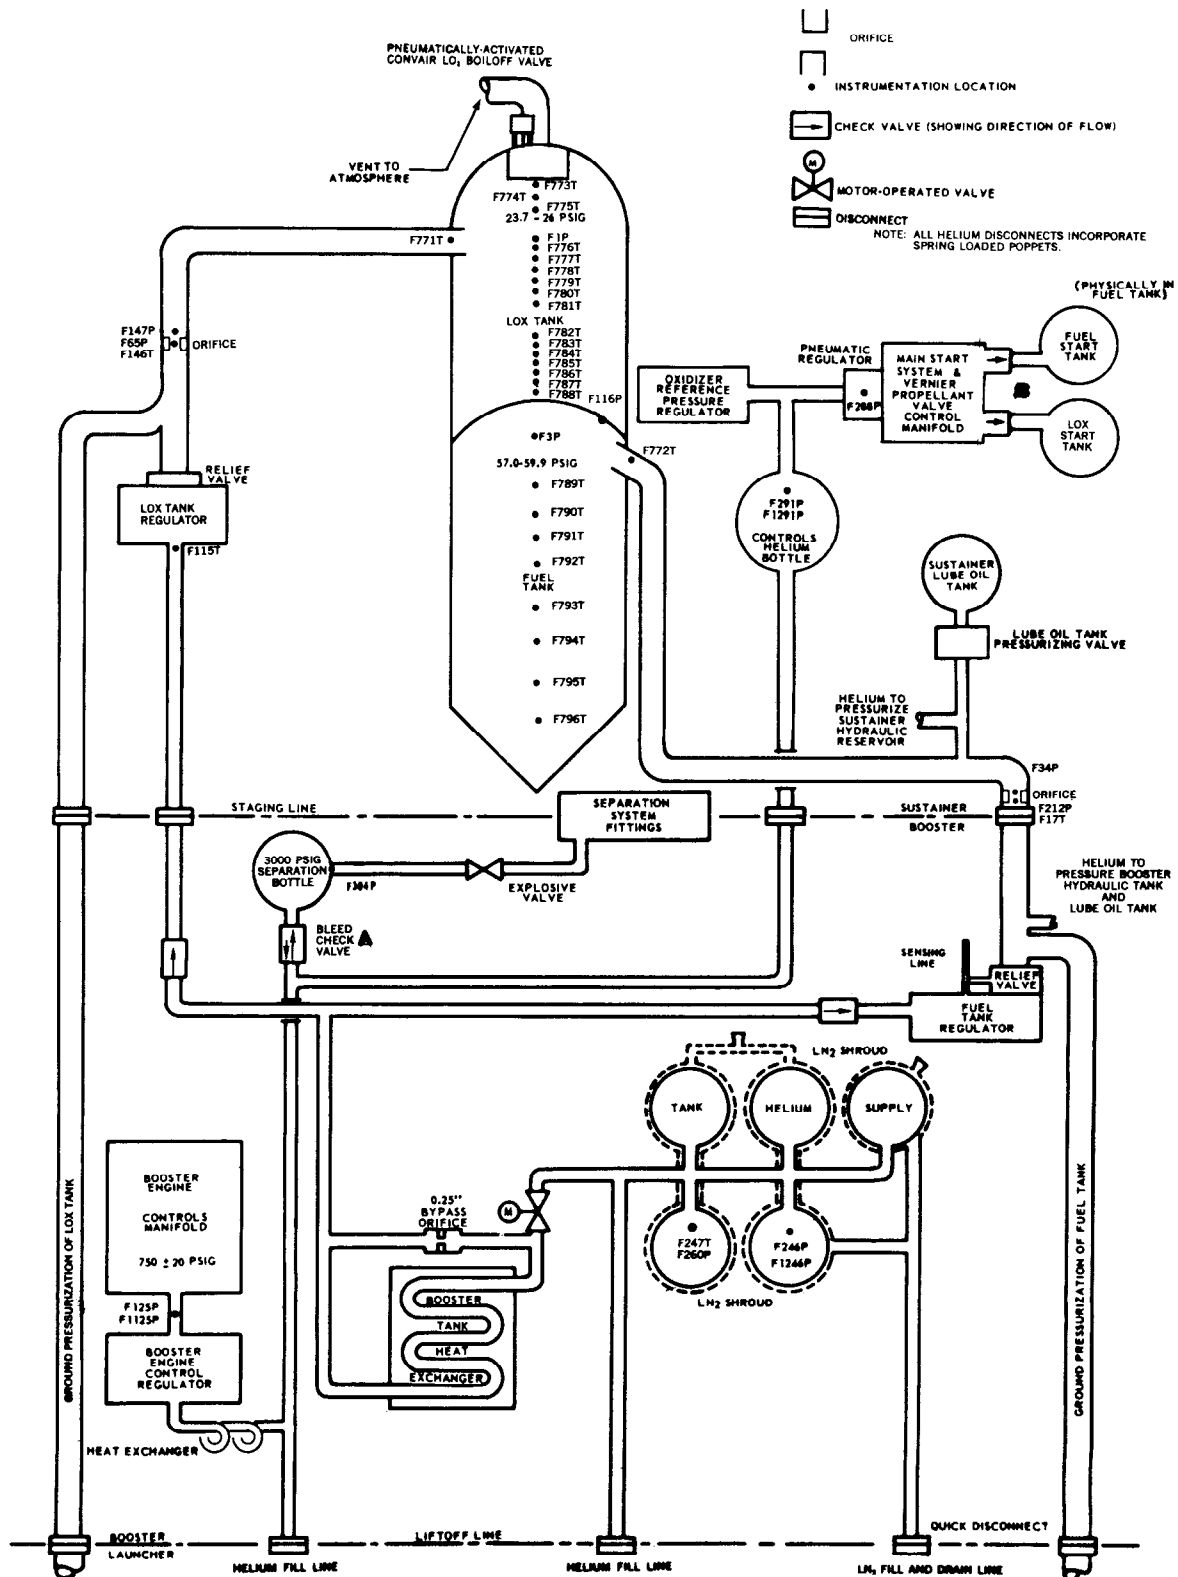 ORIFICE
INSTRUMENTATION LOCATION
CHECK VALVE (SHOWING DIRECTION OF FLOW)
M
MOTOR-OPERATED VALVE
DISCONNECT
NOTE: ALL HELIUM DISCONNECTS INCORPORATE
SPRING LOADED POPPETS.
PNEUMATICALLY-ACTIVATED
CONVAIR LO₂ BOILOFF VALVE
VENT TO
ATMOSPHERE
F773T
F774T
F775T
23.7 - 26 PSIG
F771T
F1P
F776T
F777T
F778T
F779T
F780T
F781T
LOX TANK
F782T
F783T
F784T
F785T
F786T
F787T
F788T
F116P
F147P
F65P
F146T
ORIFICE
(PHYSICALLY IN
FUEL TANK)
FUEL
START
TANK
PNEUMATIC
REGULATOR
MAIN START
SYSTEM &
VERNIER
PROPELLANT
VALVE
CONTROL
MANIFOLD
B
OXIDIZER
REFERENCE
PRESSURE
REGULATOR
F288P
LOX
START
TANK
F3P
57.0-59.9 PSIG
F772T
F789T
F790T
F791T
F792T
FUEL
TANK
F793T
F794T
F795T
F796T
RELIEF
VALVE
LOX TANK
REGULATOR
F115T
F291P
F1291P
CONTROLS
HELIUM
BOTTLE
SUSTAINER
LUBE OIL
TANK
LUBE OIL TANK
PRESSURIZING VALVE
HELIUM TO
PRESSURIZE
SUSTAINER
HYDRAULIC
RESERVOIR
F34P
ORIFICE
F212P
F17T
STAGING LINE
SEPARATION
SYSTEM
FITTINGS
SUSTAINER
BOOSTER
3000 PSIG
SEPARATION
BOTTLE
F304P
EXPLOSIVE
VALVE
HELIUM TO
PRESSURE BOOSTER
HYDRAULIC TANK
AND
LUBE OIL TANK
BLEED
CHECK A
VALVE
SENSING
LINE
RELIEF
VALVE
FUEL
TANK
REGULATOR
LN2 SHROUD
TANK
HELIUM
SUPPLY
BOOSTER
ENGINE
CONTROLS
MANIFOLD
750 ± 20 PSIG
0.25"
BYPASS
ORIFICE
M
F247T
F260P
F246P
F1246P
LN2 SHROUD
F125P
F1125P
BOOSTER
ENGINE
CONTROL
REGULATOR
BOOSTER
TANK
HEAT
EXCHANGER
HEAT EXCHANGER
GROUND PRESSURIZATION OF LOX TANK
GROUND PRESSURIZATION OF FUEL TANK
BOOSTER
LAUNCHER
LIFTOFF LINE
QUICK DISCONNECT
HELIUM FILL LINE
HELIUM FILL LINE
LN₂ FILL AND DRAIN LINE